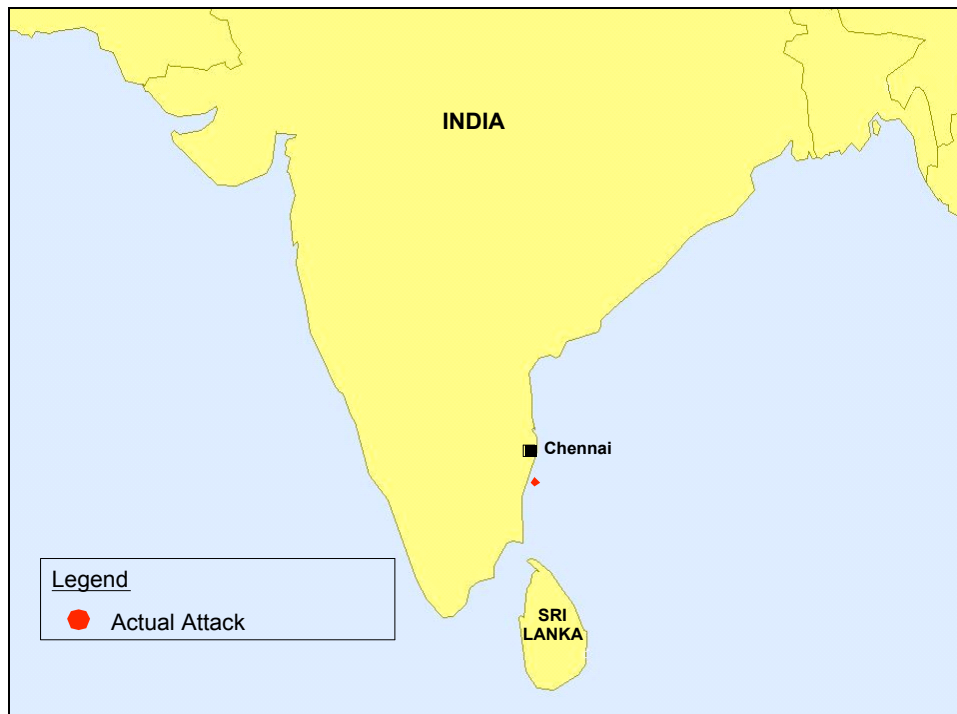 INDIA
Chennai
Legend
Actual Attack
SRI
LANKA